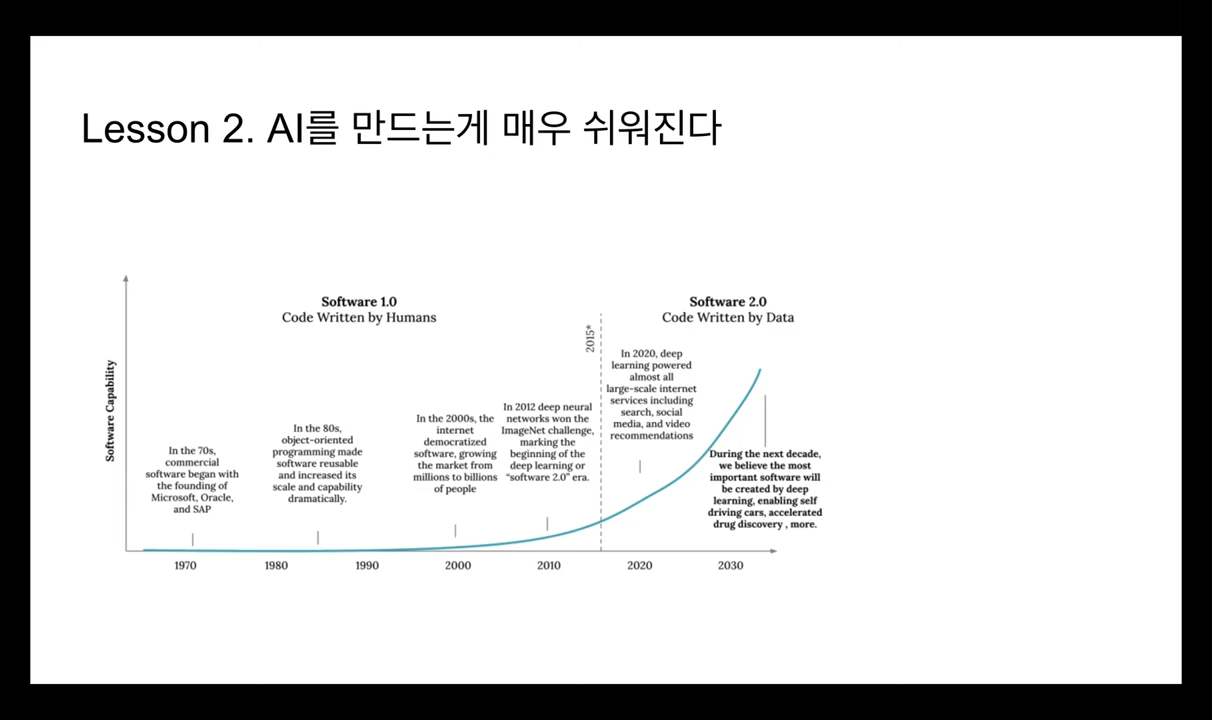 Lesson 2. AI를 만드는게 매우 쉬워진다
Software Capability
Software 1.0
Code Written by Humans
Software 2.0
Code Written by Data
2015*
In the 70s,
commercial
software began with
the founding of
Microsoft, Oracle,
and SAP
In the 80s,
object-oriented
programming made
software reusable
and increased its
scale and capability
dramatically.
In the 2000s, the
internet
democratized
software, growing
the market from
millions to billions
of people
In 2012 deep neural
networks won the
ImageNet challenge,
marking the
beginning of the
deep learning or
“software 2.0” era.
In 2020, deep
learning powered
almost all
large-scale internet
services including
search, social
media, and video
recommendations
During the next decade,
we believe the most
important software will
be created by deep
learning, enabling self
driving cars, accelerated
drug discovery , more.
1970
1980
1990
2000
2010
2020
2030